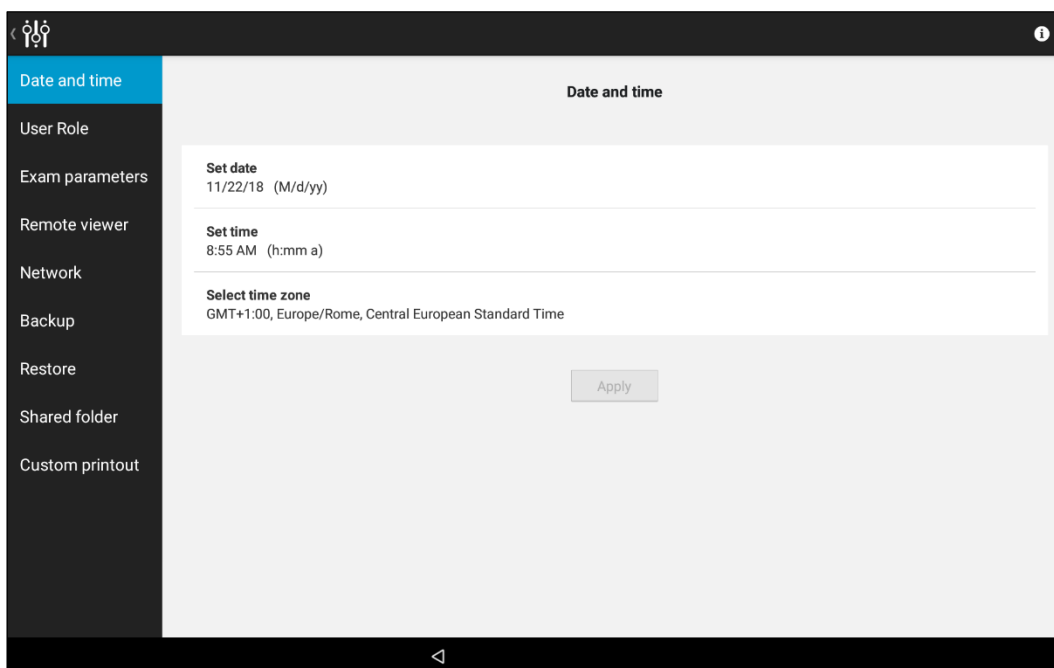 Date and time
User Role
Exam parameters
Remote viewer
Network
Backup
Restore
Shared folder
Custom printout
Date and time
Set date
11/22/18 (M/d/yy)
Set time
8:55 AM (h:mm a)
Select time zone
GMT+1:00, Europe/Rome, Central European Standard Time
Apply